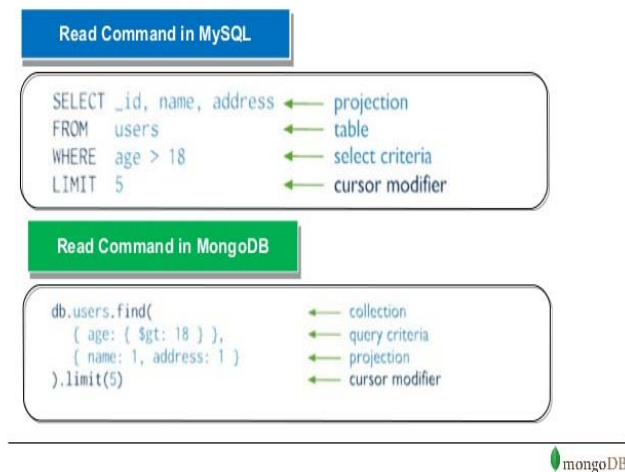 Read Command in MySQL
SELECT _id, name, address projection
FROM users table
WHERE age > 18 select criteria
LIMIT 5 cursor modifier
Read Command in MongoDB
db.users.find( collection
{ age: { $gt: 18 } }, query criteria
{ name: 1, address: 1 } projection
).limit(5) cursor modifier
mongoDB